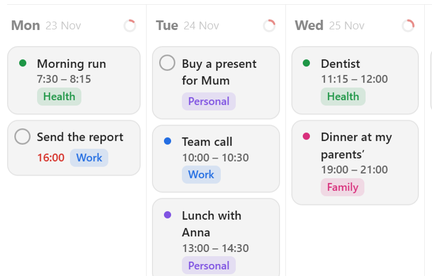 Mon 23 Nov
Morning run
7:30 – 8:15
Health
Send the report
16:00 Work
Tue 24 Nov
Buy a present
for Mum
Personal
Team call
10:00 – 10:30
Work
Lunch with
Anna
13:00 – 14:30
Personal
Wed 25 Nov
Dentist
11:15 – 12:00
Health
Dinner at my
parents’
19:00 – 21:00
Family